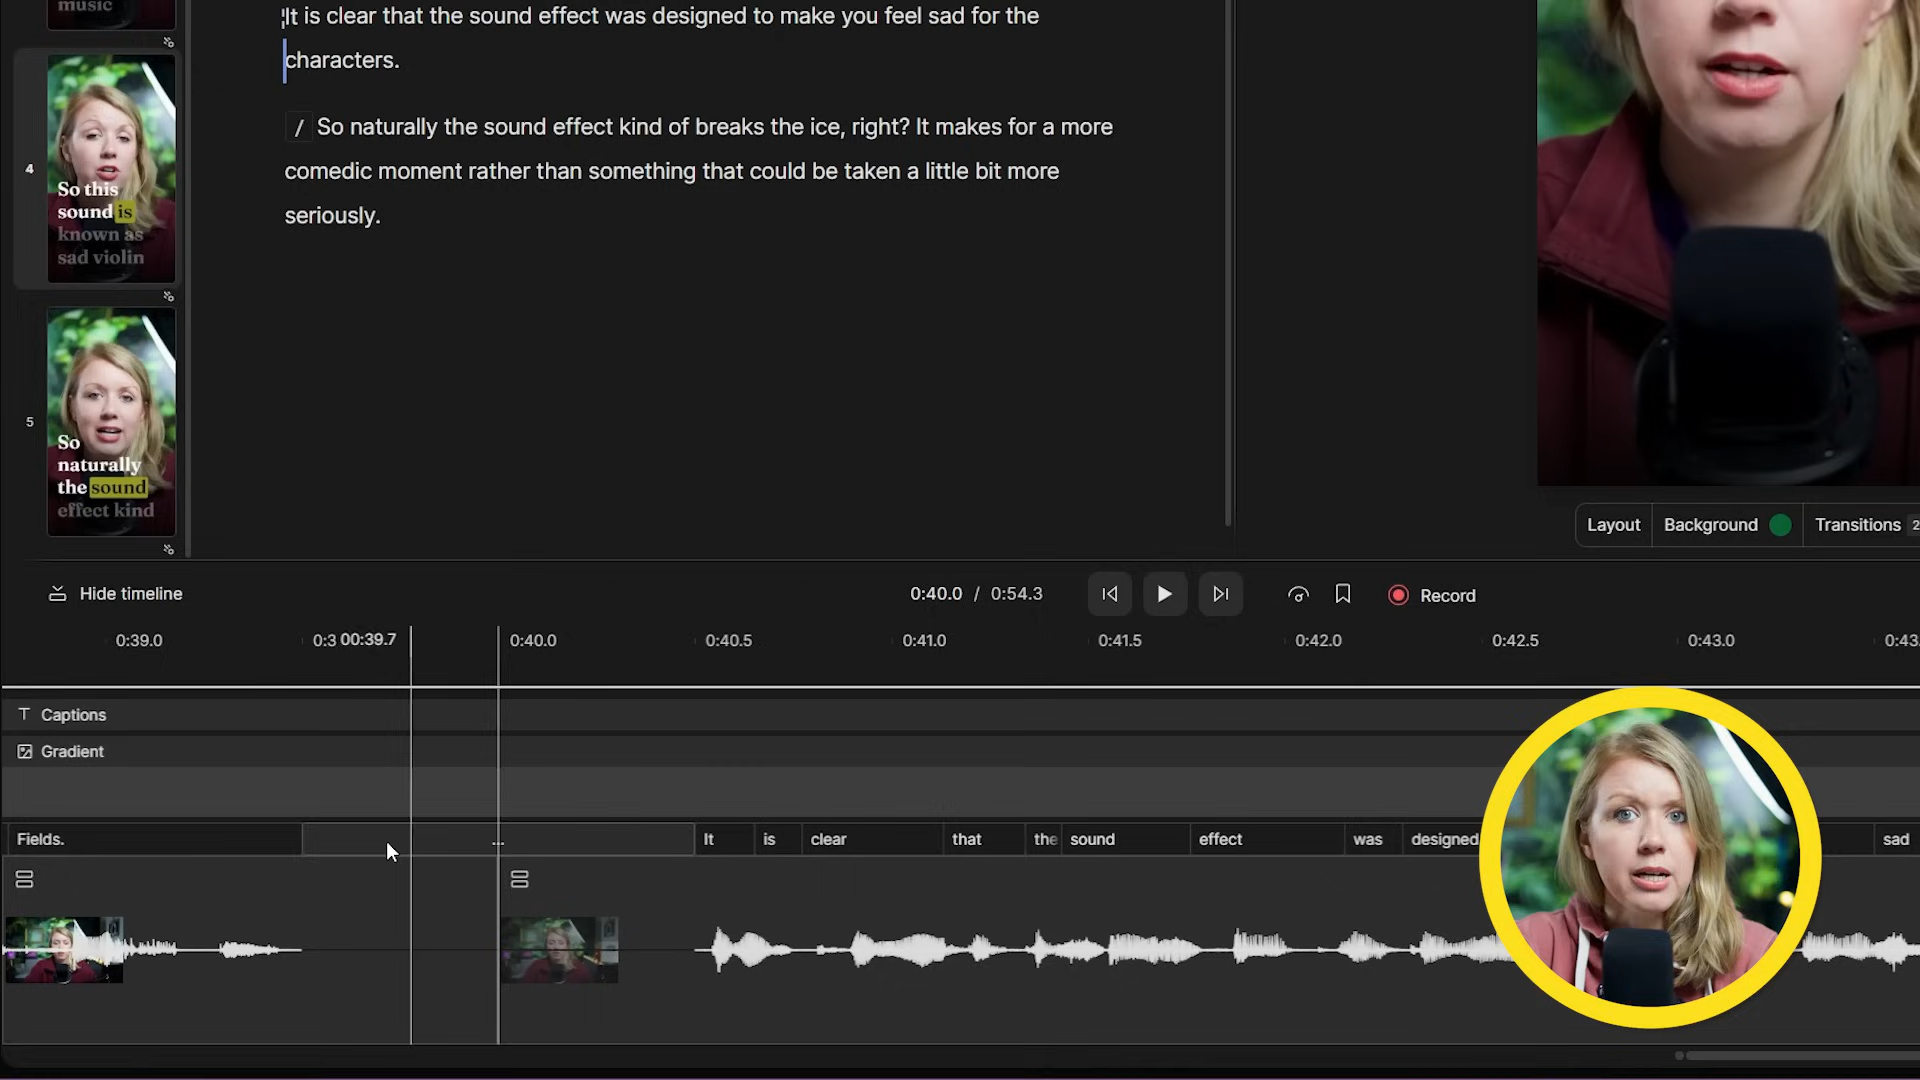 music
4
So this
sound is
known as
sad violin
5
So
naturally
the sound
effect kind
It is clear that the sound effect was designed to make you feel sad for the
characters.
/ So naturally the sound effect kind of breaks the ice, right? It makes for a more
comedic moment rather than something that could be taken a little bit more
seriously.
Layout Background Transitions 2
Hide timeline
0:40.0 / 0:54.3
Record
0:39.0 0:3 00:39.7 0:40.0 0:40.5 0:41.0 0:41.5 0:42.0 0:42.5 0:43.0 0:43.
T Captions
Gradient
Fields. ... It is clear that the sound effect was designed sad